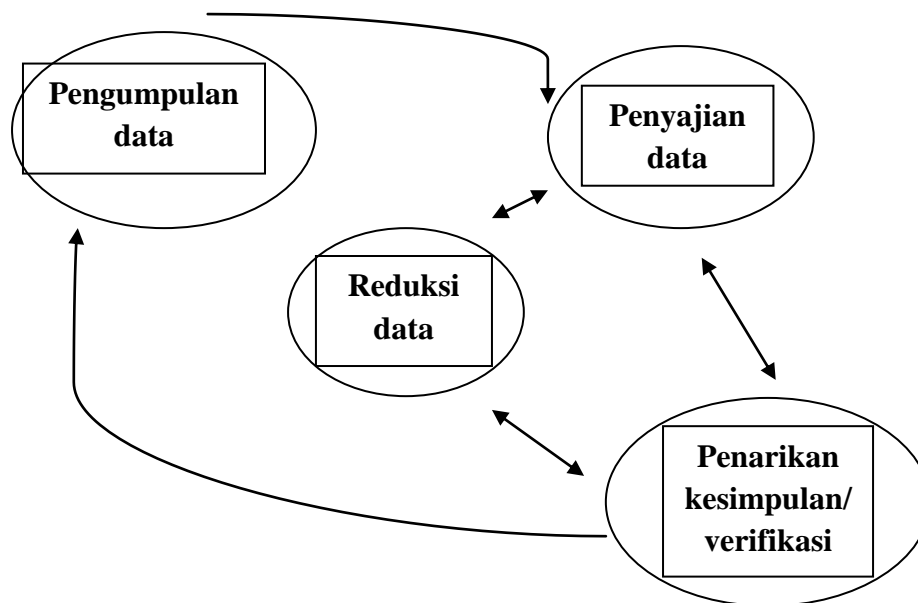 Pengumpulan
data
Penyajian
data
Reduksi
data
Penarikan
kesimpulan/
verifikasi